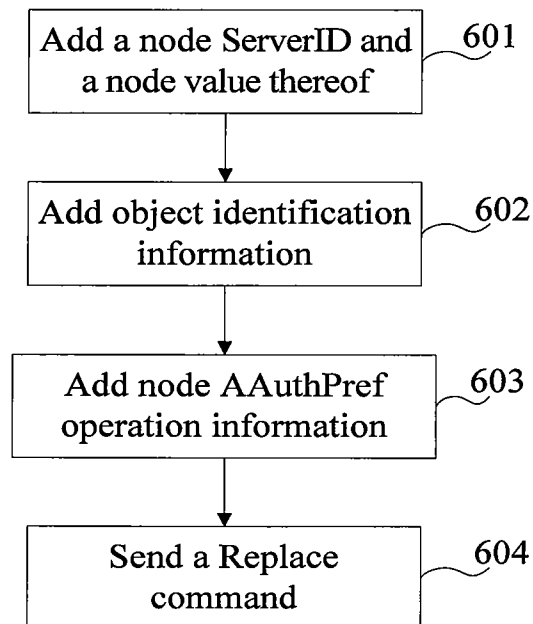 Add a node ServerID and
a node value thereof
601
Add object identification
information
602
Add node AAuthPref
operation information
603
Send a Replace
command
604